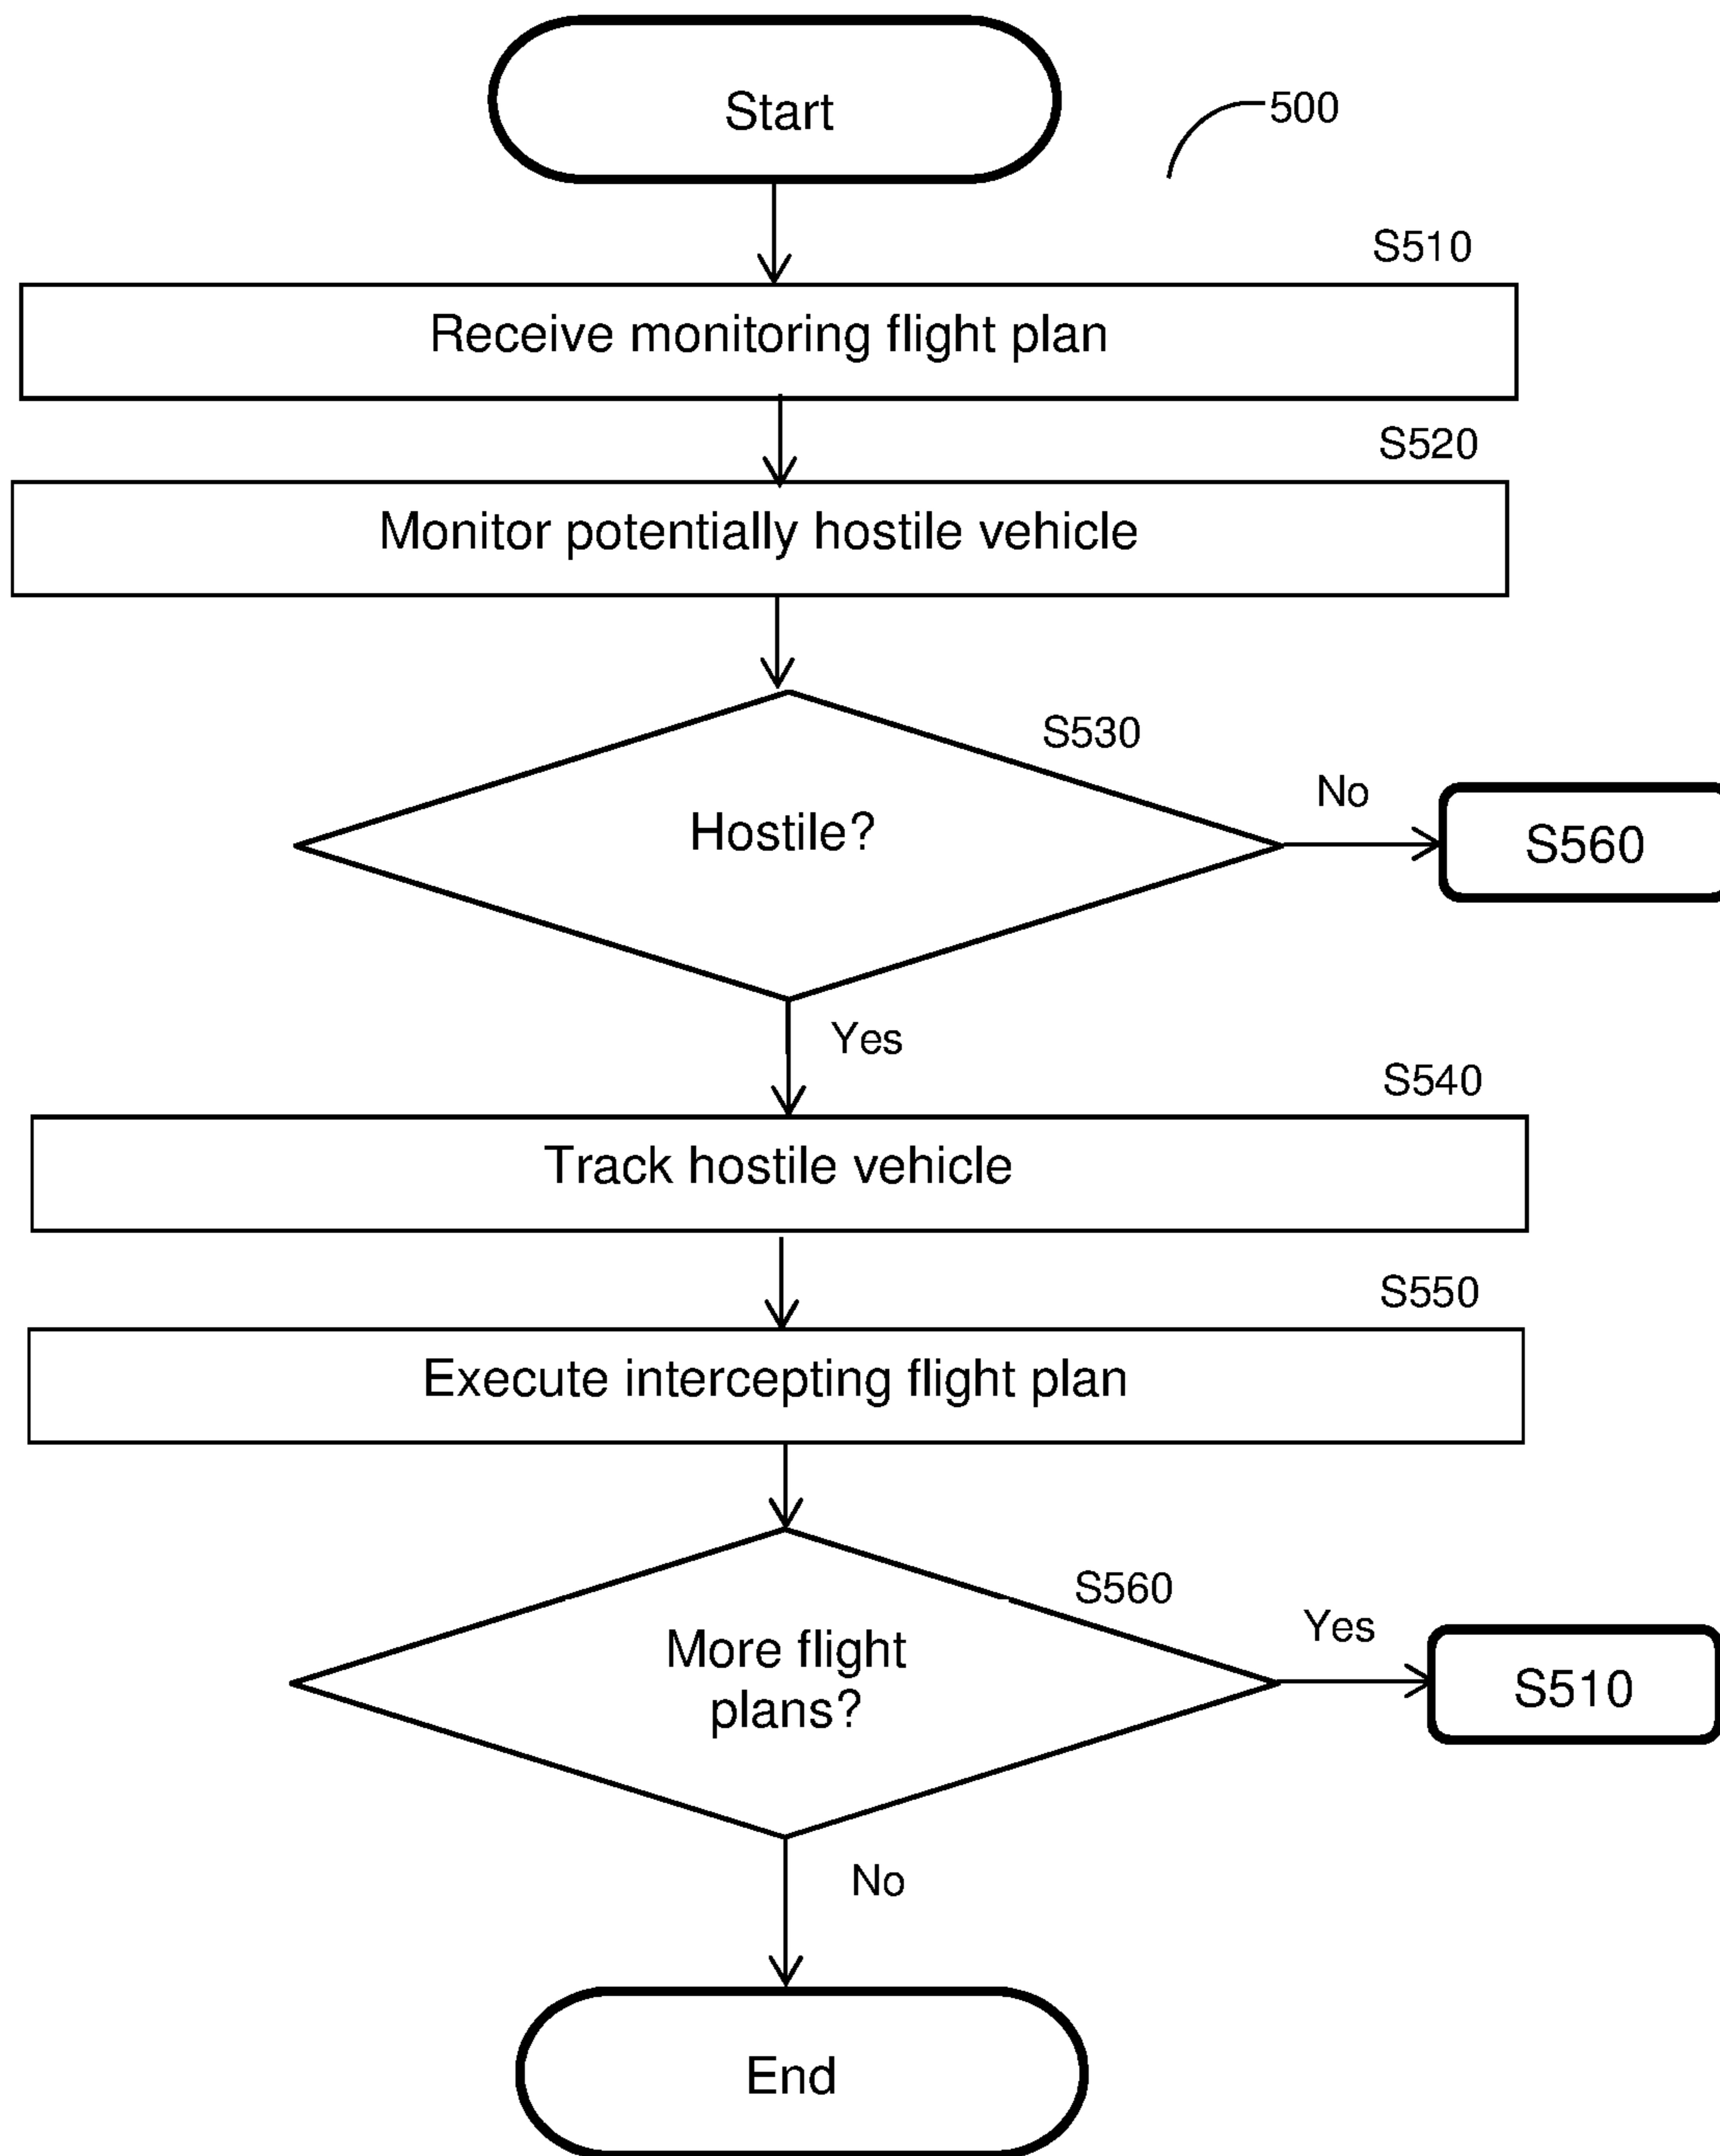 Start
500
S510
Receive monitoring flight plan
S520
Monitor potentially hostile vehicle
S530
Hostile?
No
S560
Yes
S540
Track hostile vehicle
S550
Execute intercepting flight plan
S560
More flight
plans?
Yes
S510
No
End